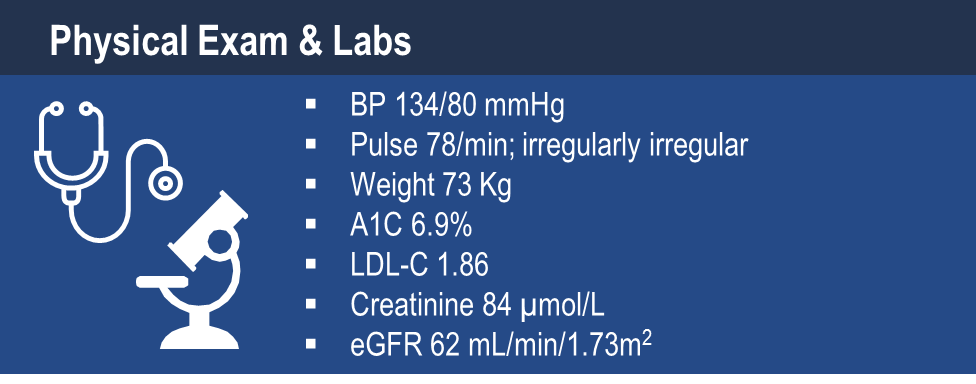 Physical Exam & Labs
▪ BP 134/80 mmHg
▪ Pulse 78/min; irregularly irregular
▪ Weight 73 Kg
▪ A1C 6.9%
▪ LDL-C 1.86
▪ Creatinine 84 µmol/L
▪ eGFR 62 mL/min/1.73m²